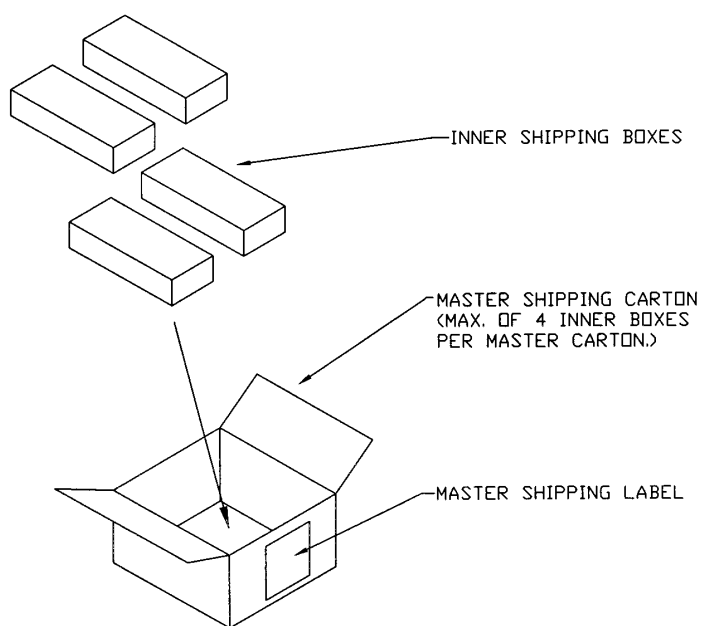 INNER SHIPPING BOXES
MASTER SHIPPING CARTON
(MAX. OF 4 INNER BOXES
PER MASTER CARTON.)
MASTER SHIPPING LABEL